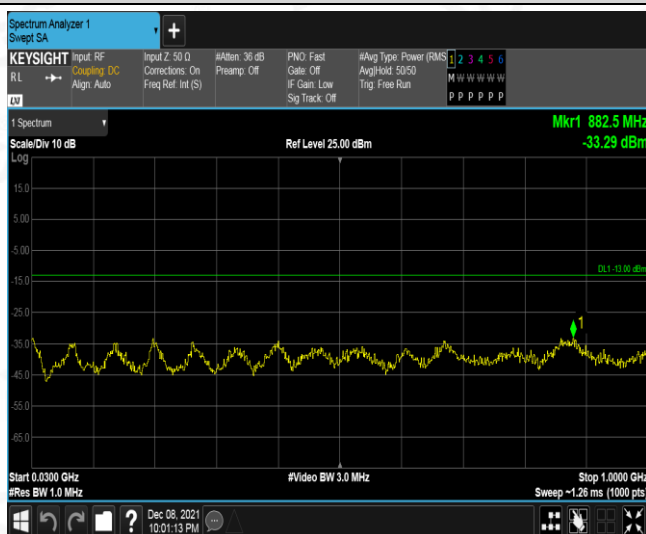 Spectrum Analyzer 1
Swept SA
+
KEYSIGHT
RL
LXI
Input: RF
Coupling: DC
Align: Auto
Input Z: 50 Ω
Corrections: On
Freq Ref: Int (S)
#Atten: 36 dB
Preamp: Off
PNO: Fast
Gate: Off
IF Gain: Low
Sig Track: Off
#Avg Type: Power (RMS
Avg|Hold: 50/50
Trig: Free Run
1 2 3 4 5 6
M W W W W W
P P P P P P
1 Spectrum
Scale/Div 10 dB
Ref Level 25.00 dBm
Mkr1 882.5 MHz
-33.29 dBm
Log
15.0
5.00
-5.00
-15.0
-25.0
-35.0
-45.0
-55.0
-65.0
DL1 -13.00 dBm
1
Start 0.0300 GHz
#Res BW 1.0 MHz
#Video BW 3.0 MHz
Stop 1.0000 GHz
Sweep ~1.26 ms (1000 pts)
?
Dec 08, 2021
10:01:13 PM